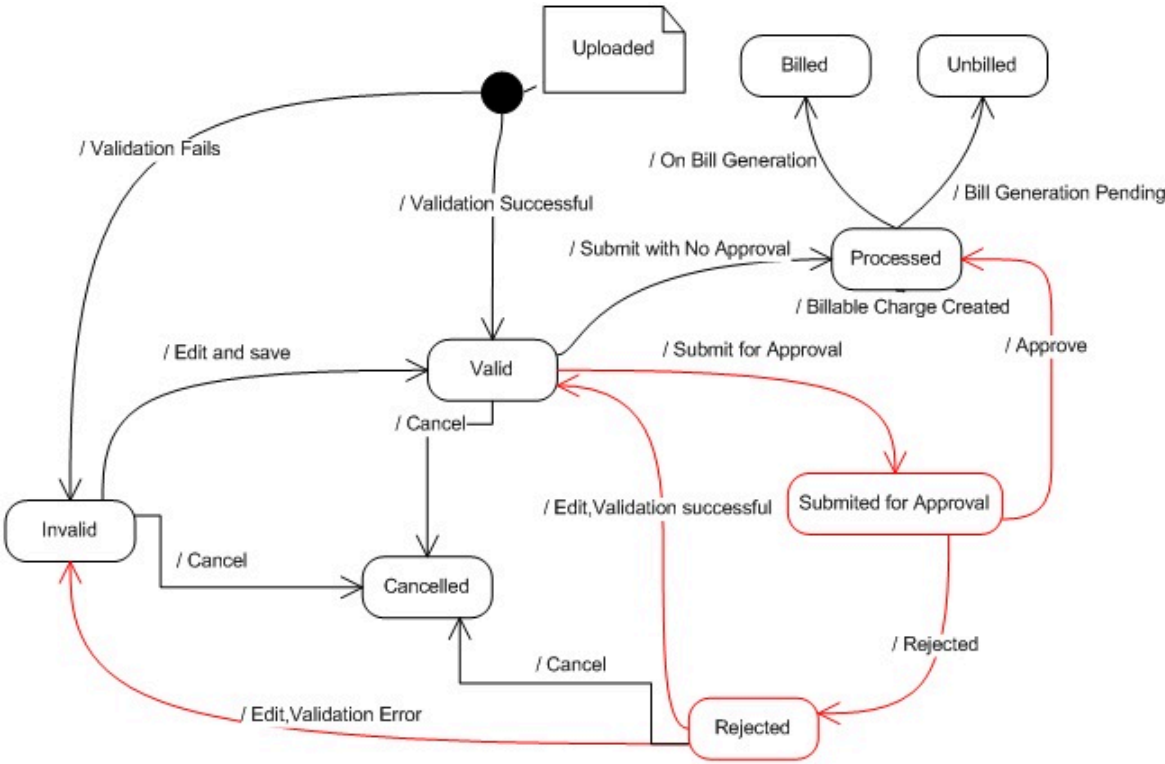 Uploaded
Billed
Unbilled
/ Validation Fails
/ On Bill Generation
/ Validation Successful
/ Bill Generation Pending
/ Submit with No Approval
Processed
/ Billable Charge Created
/ Edit and save
Valid
/ Submit for Approval
/ Approve
/ Cancel
/ Edit,Validation successful
Submited for Approval
Invalid
/ Cancel
Cancelled
/ Rejected
/ Cancel
/ Edit,Validation Error
Rejected